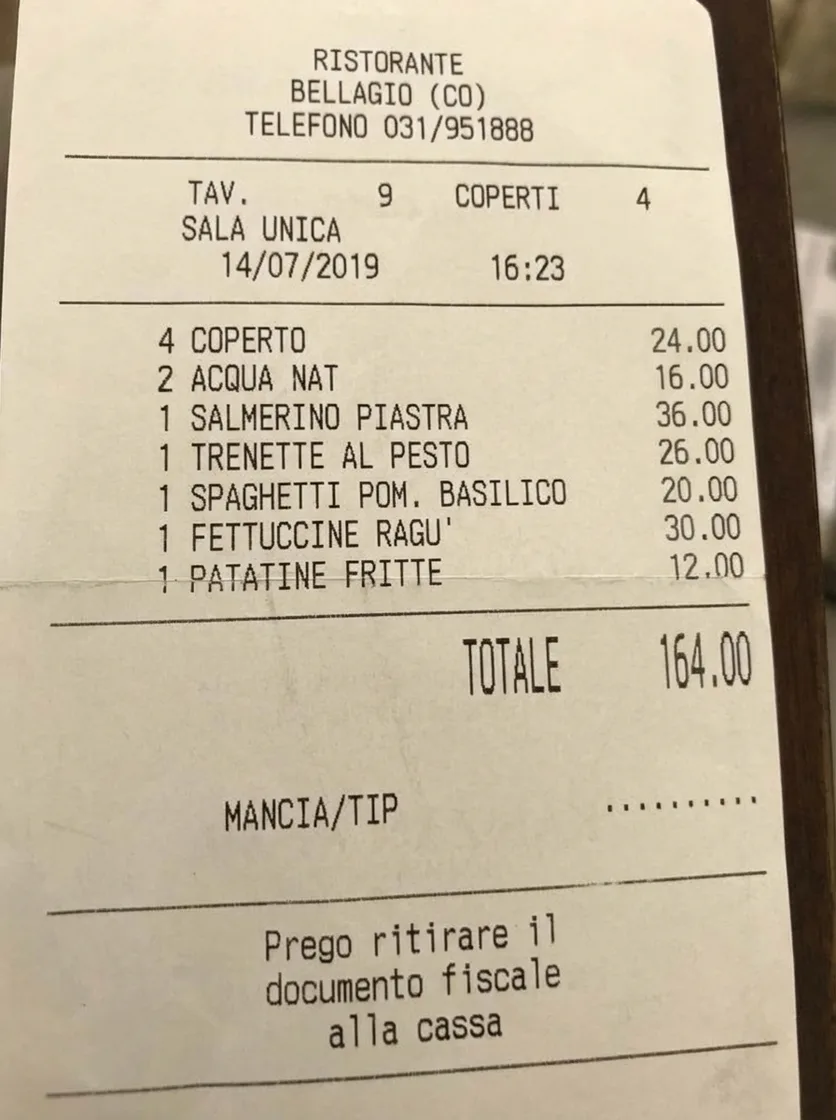 RISTORANTE
BELLAGIO (CO)
TELEFONO 031/951888
TAV. 9 COPERTI 4
SALA UNICA
14/07/2019 16:23
4 COPERTO 24.00
2 ACQUA NAT 16.00
1 SALMERINO PIASTRA 36.00
1 TRENETTE AL PESTO 26.00
1 SPAGHETTI POM. BASILICO 20.00
1 FETTUCCINE RAGU' 30.00
1 PATATINE FRITTE 12.00
TOTALE 164.00
MANCIA/TIP ..........
Prego ritirare il
documento fiscale
alla cassa